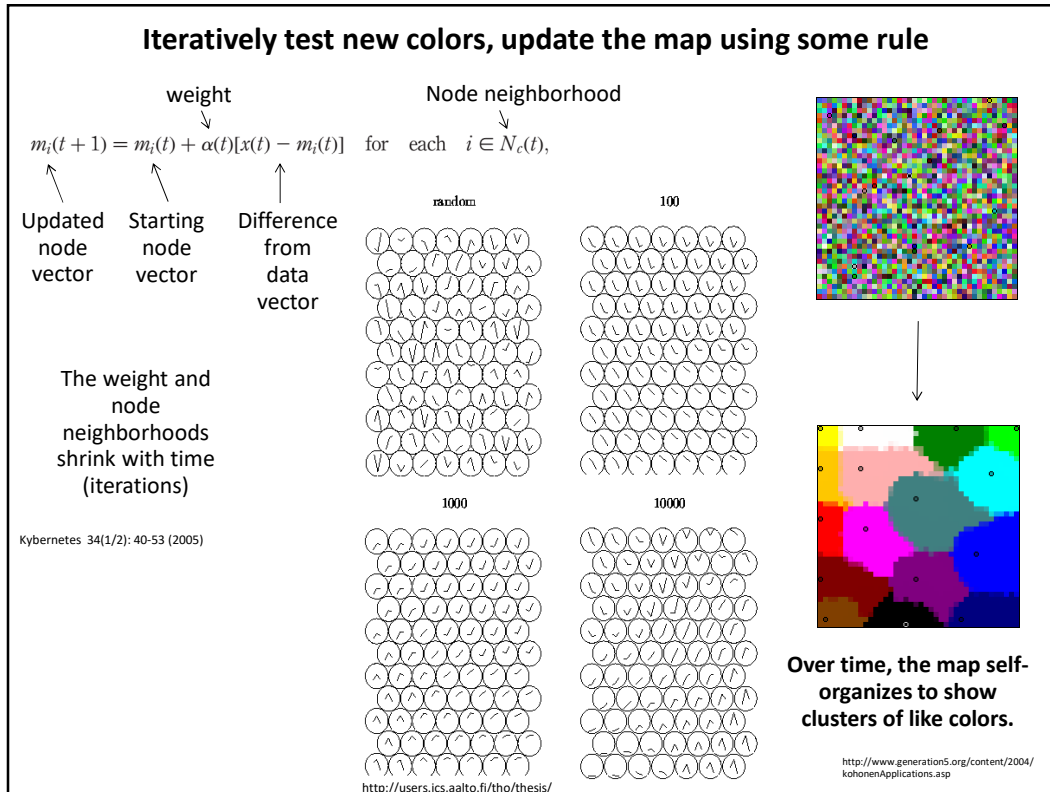 Iteratively test new colors, update the map using some rule
weight
Node neighborhood
mᵢ(t + 1) = mᵢ(t) + α(t)[x(t) − mᵢ(t)] for each i ∈ N_c(t),
Updated
node
vector
Starting
node
vector
Difference
from
data
vector
The weight and
node
neighborhoods
shrink with time
(iterations)
Kybernetes 34(1/2): 40-53 (2005)
random
100
1000
10000
http://users.ics.aalto.fi/tho/thesis/
Over time, the map self-
organizes to show
clusters of like colors.
http://www.generation5.org/content/2004/
kohonenApplications.asp